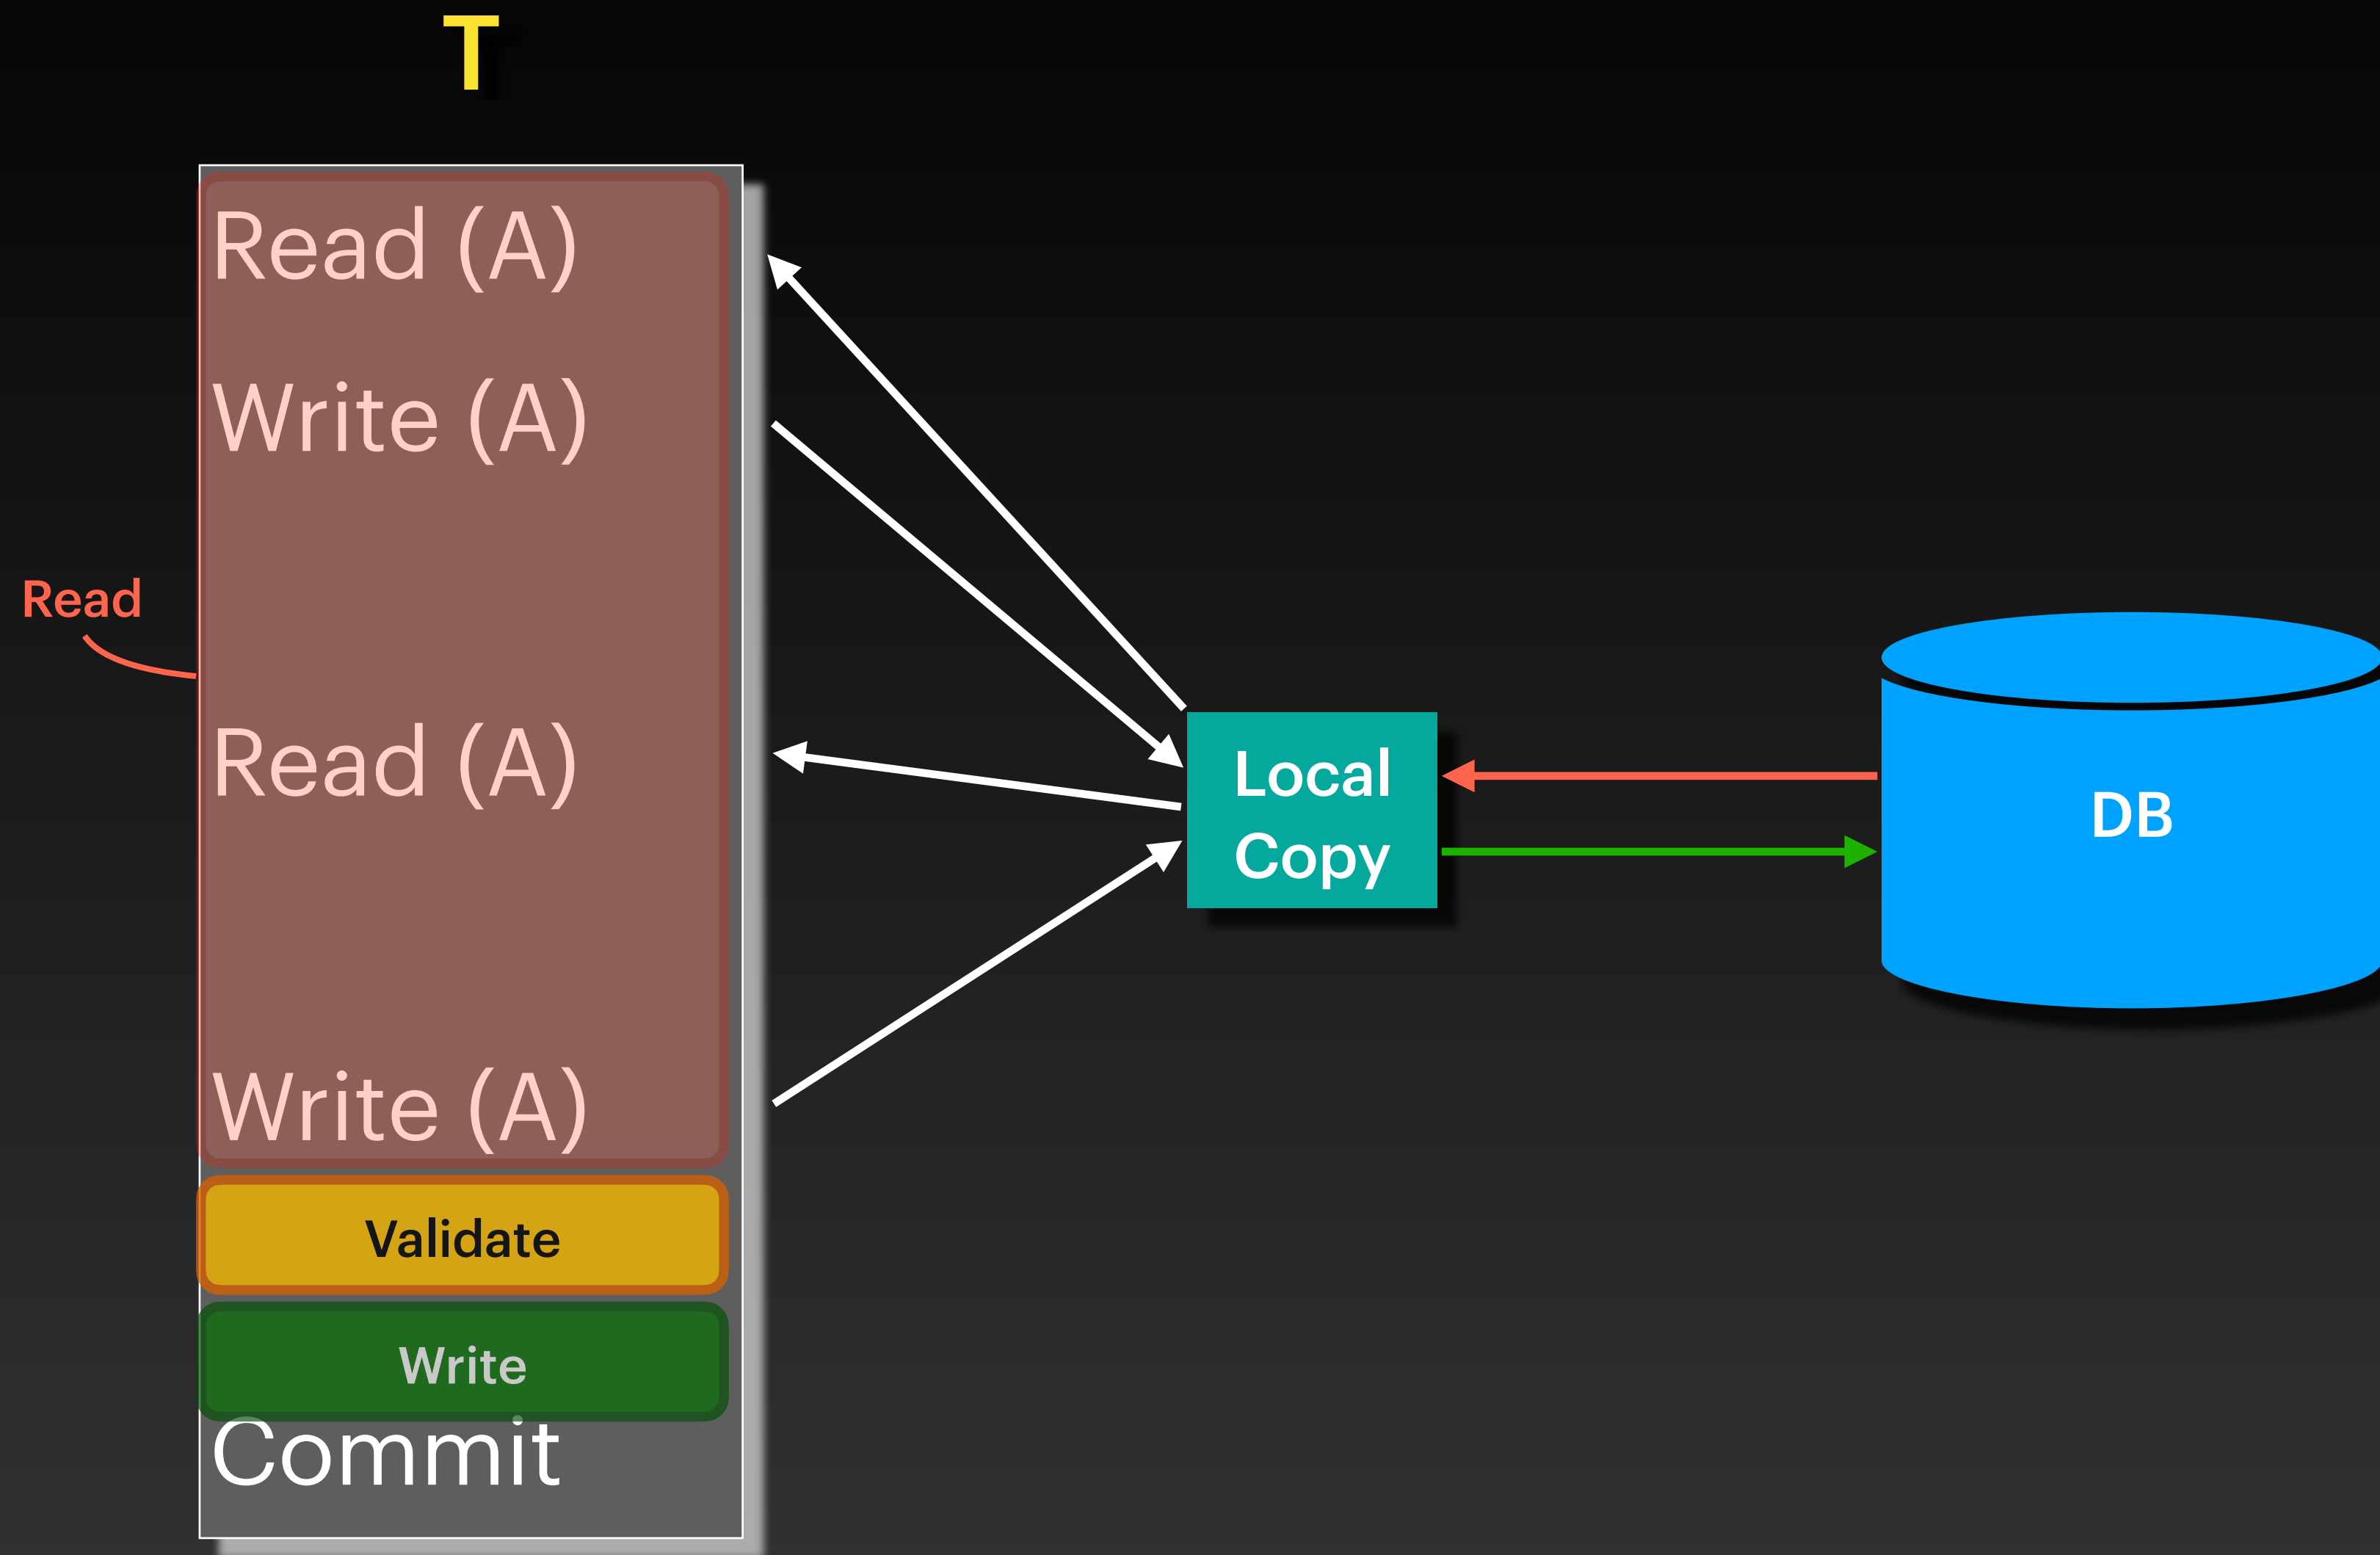 T
Read (A)
Write (A)
Read
Read (A)
Local
Copy
DB
Write (A)
Validate
Write
Commit